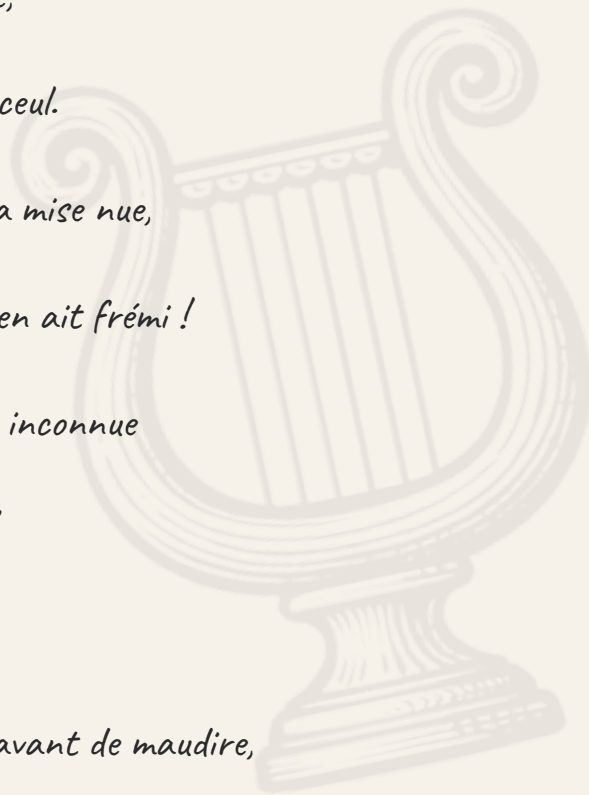 ceul.
a mise nue,
en ait frémi !
inconnue
avant de maudire,